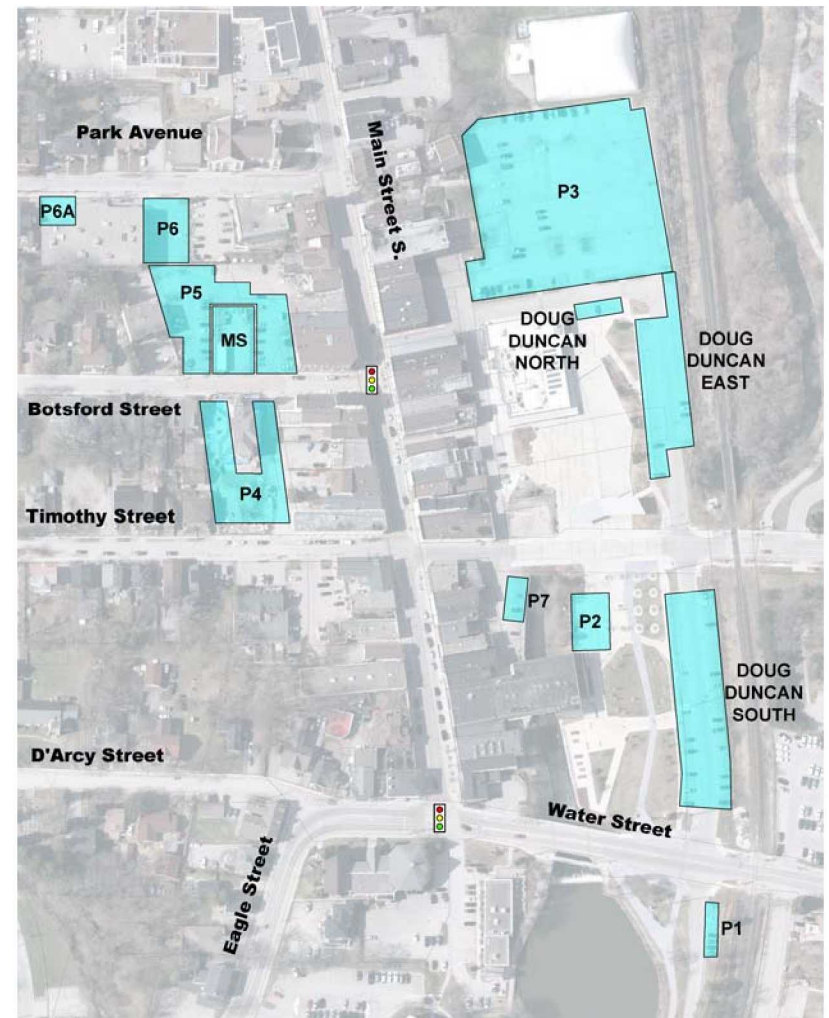 Park Avenue
Main Street S.
P3
P6A
P6
P5
MS
DOUG
DUNCAN
NORTH
DOUG
DUNCAN
EAST
Botsford Street
P4
Timothy Street
P7
P2
DOUG
DUNCAN
SOUTH
D'Arcy Street
Water Street
Eagle Street
P1